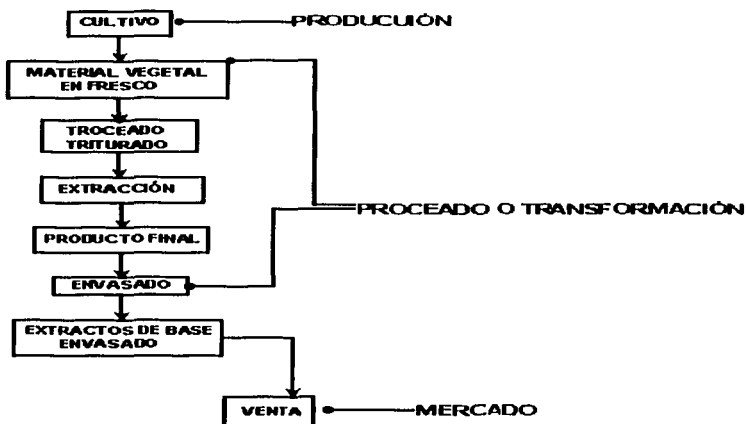 CULTIVO
PRODUCUIÓN
MATERIAL VEGETAL
EN FRESCO
TROCEADO
TRITURADO
EXTRACCIÓN
PROCEADO O TRANSFORMACIÓN
PRODUCTO FINAL
ENVASADO
EXTRACTOS DE BASE
ENVASADO
VENTA
MERCADO